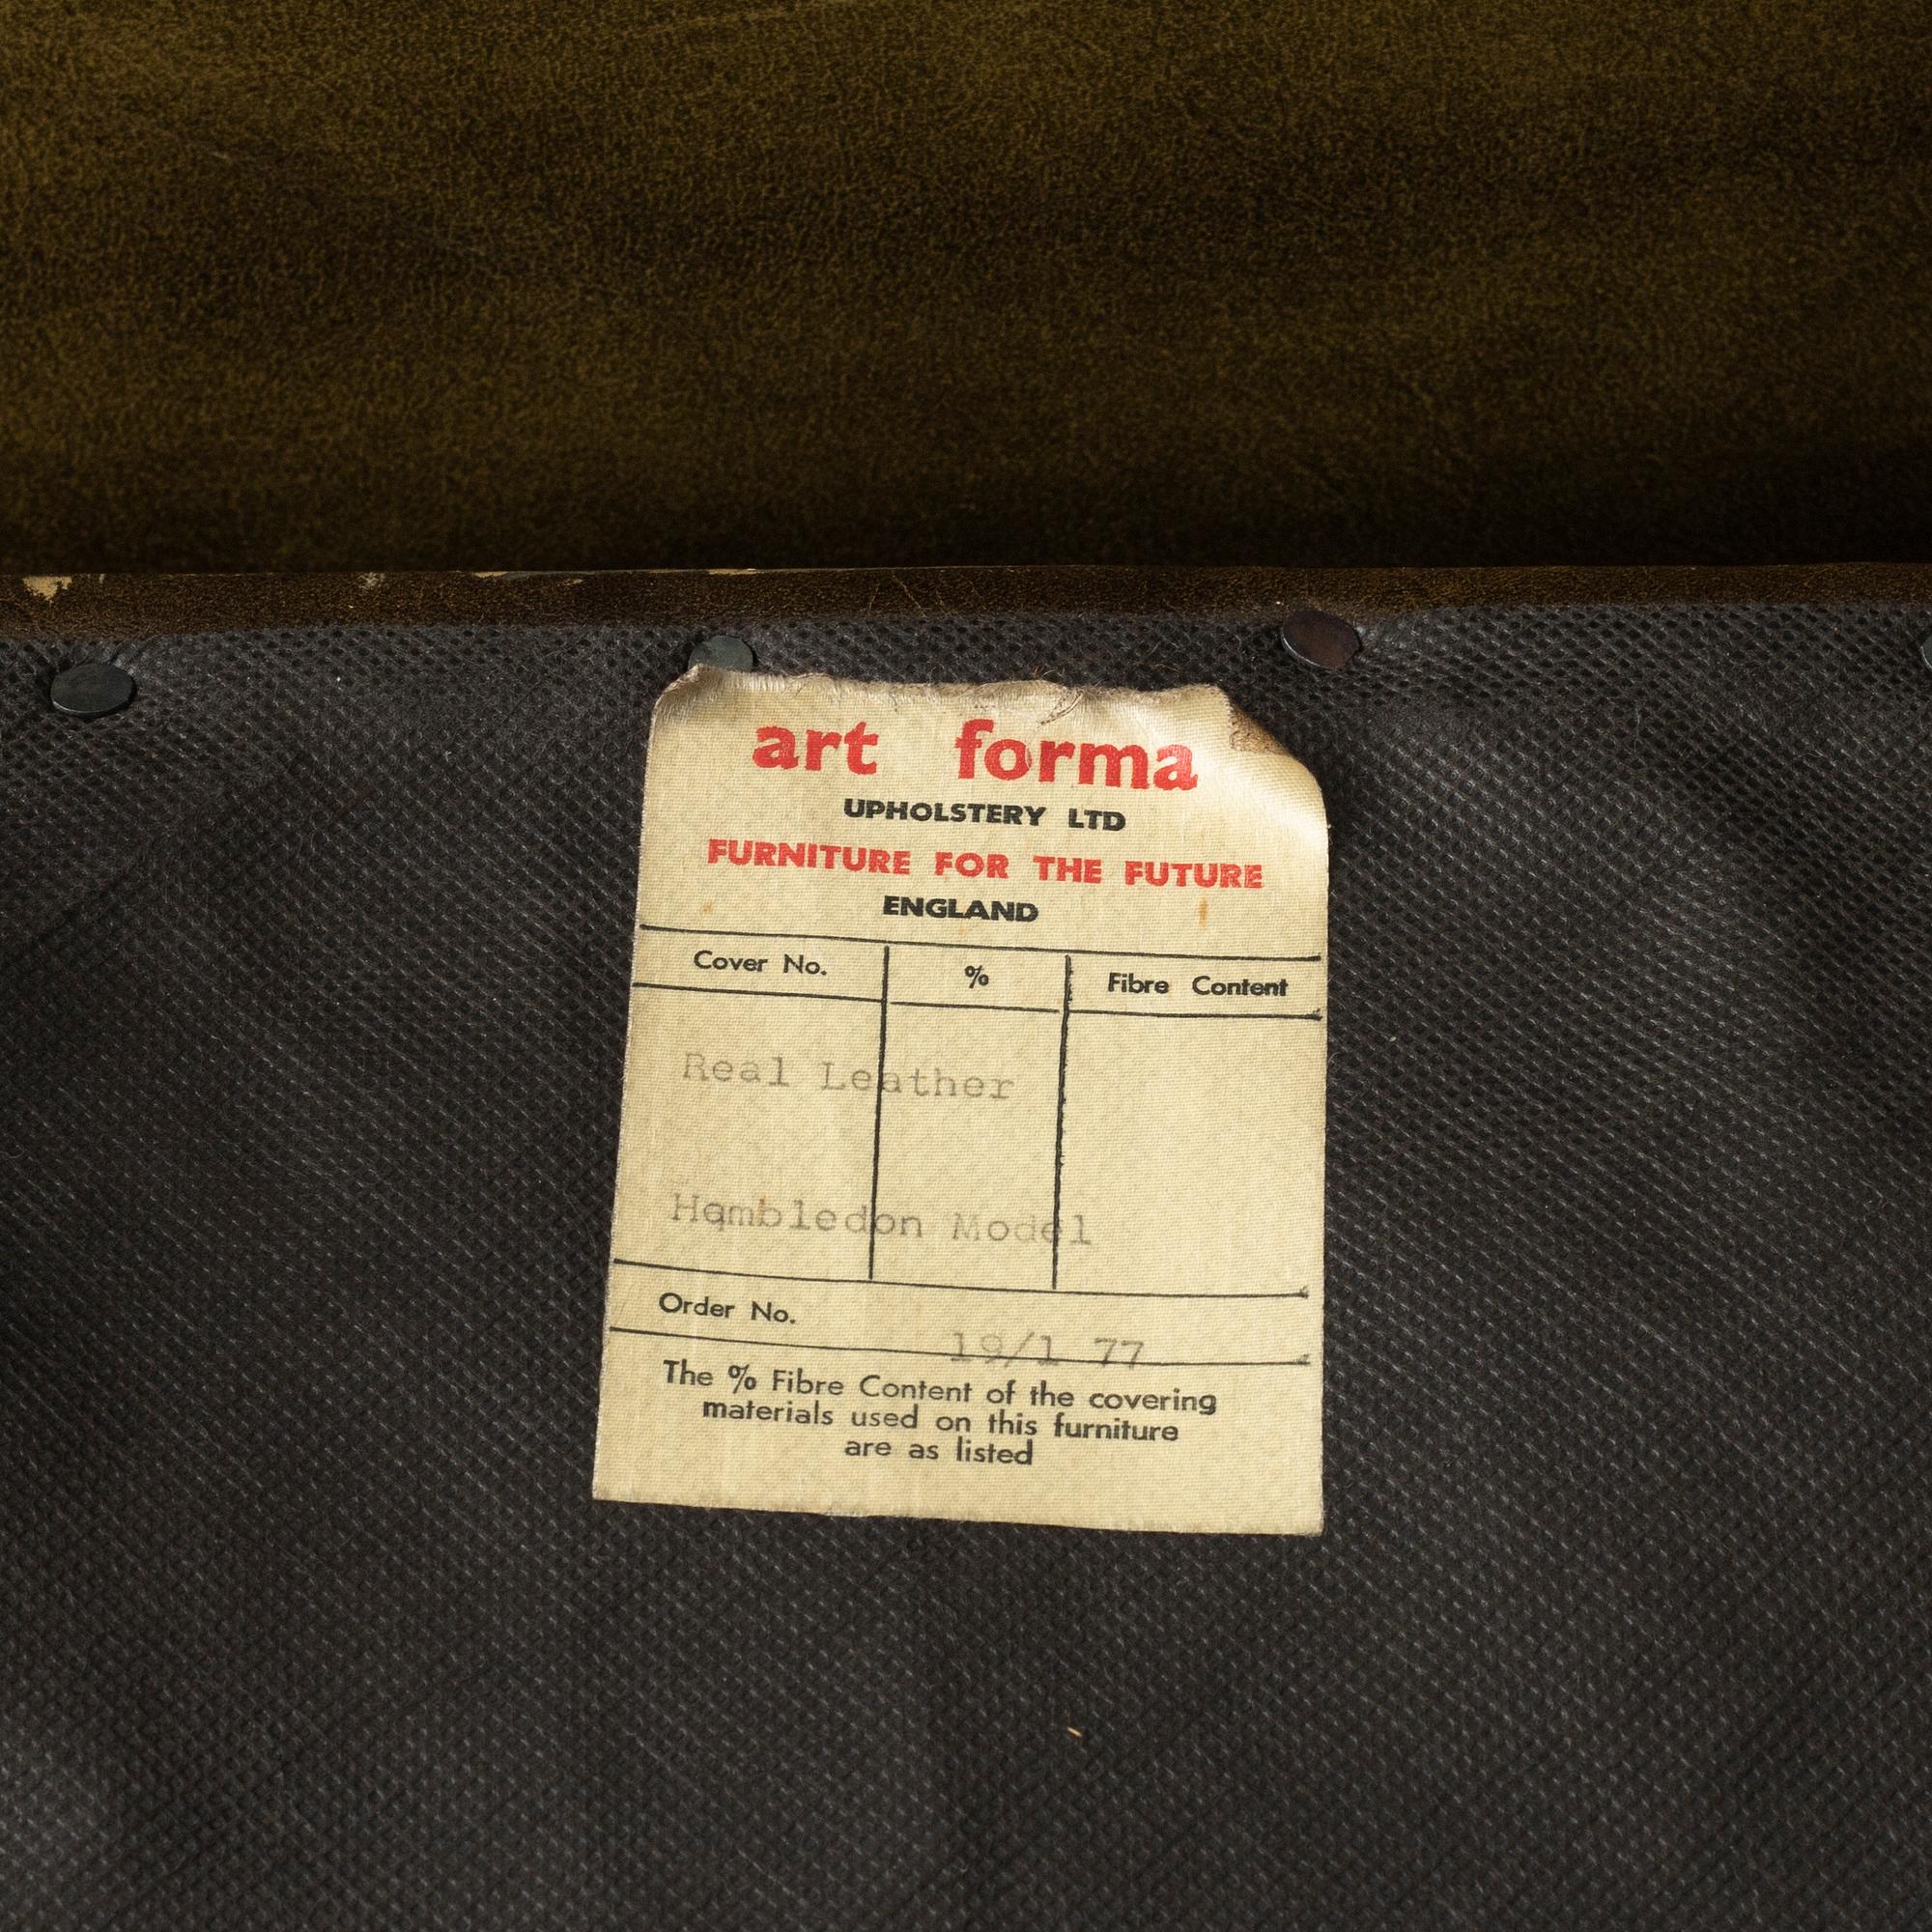 art forma
UPHOLSTERY LTD
FURNITURE FOR THE FUTURE
ENGLAND
Cover No. % Fibre Content
Real Leather
Hambledon Model
Order No.
19/1 77
The % Fibre Content of the covering
materials used on this furniture
are as listed